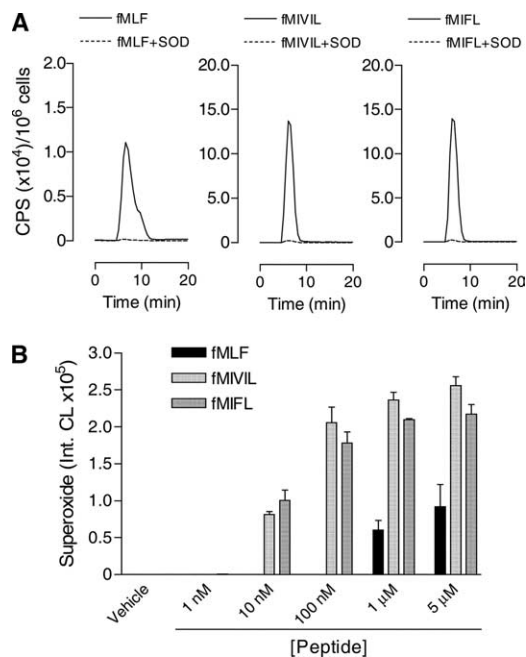 A
fMLF
fMLF+SOD
fMIVIL
fMIVIL+SOD
fMIFL
fMIFL+SOD
CPS (x10⁴)/10⁶ cells
2.0
1.5
1.0
0.5
0
0 10 20
Time (min)
20.0
15.0
10.0
5.0
0
0 10 20
Time (min)
20.0
15.0
10.0
5.0
0
0 10 20
Time (min)
B
fMLF
fMIVIL
fMIFL
Superoxide (Int. CL x10⁵)
3.0
2.5
2.0
1.5
1.0
0.5
0
Vehicle 1 nM 10 nM 100 nM 1 μM 5 μM
[Peptide]